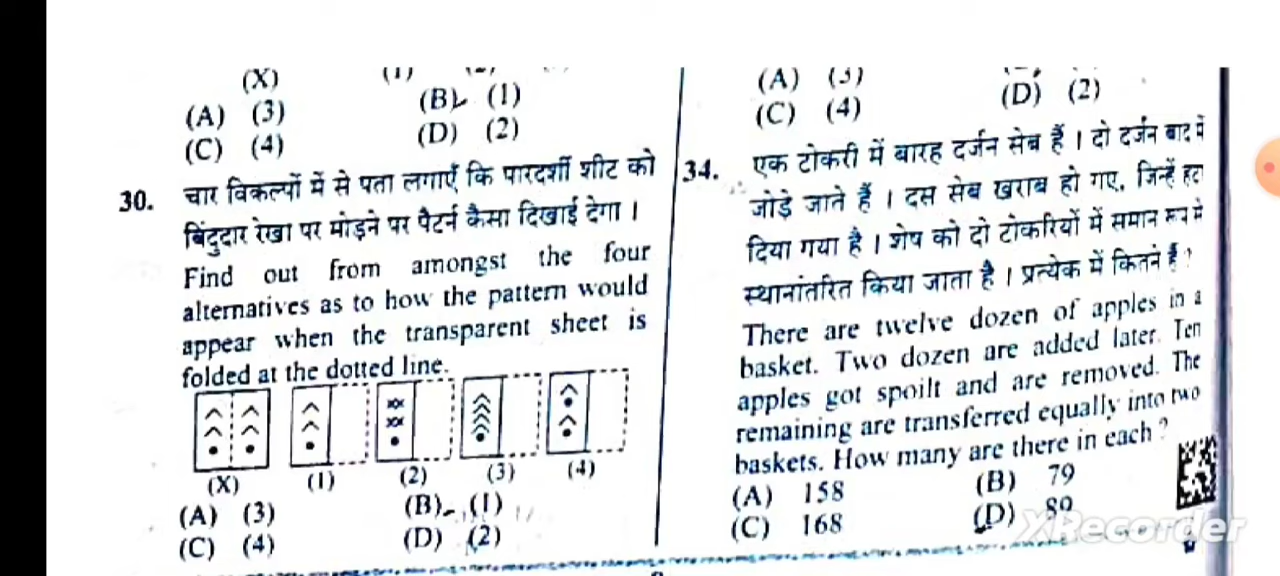 (X)
(A) (3)
(B) (1)
(C) (4)
(D) (2)
30. चार विकल्पों में से पता लगाएँ कि पारदर्शी शीट को
बिंदुदार रेखा पर मोड़ने पर पैटर्न कैसा दिखाई देगा ।
Find out from amongst the four
alternatives as to how the pattern would
appear when the transparent sheet is
folded at the dotted line.
(X) (1) (2) (3) (4)
(A) (3)
(B) (1)
(C) (4)
(D) (2)
(A) (3)
(C) (4)
(D) (2)
34. एक टोकरी में बारह दर्जन सेब हैं । दो दर्जन बाद में
जोड़े जाते हैं । दस सेब खराब हो गए, जिन्हें हटा
दिया गया है । शेष को दो टोकरियों में समान रूप से
स्थानांतरित किया जाता है । प्रत्येक में कितने हैं ?
There are twelve dozen of apples in a
basket. Two dozen are added later. Ten
apples got spoilt and are removed. The
remaining are transferred equally into two
baskets. How many are there in each ?
(A) 158
(B) 79
(C) 168
(D) 89
XRecorder